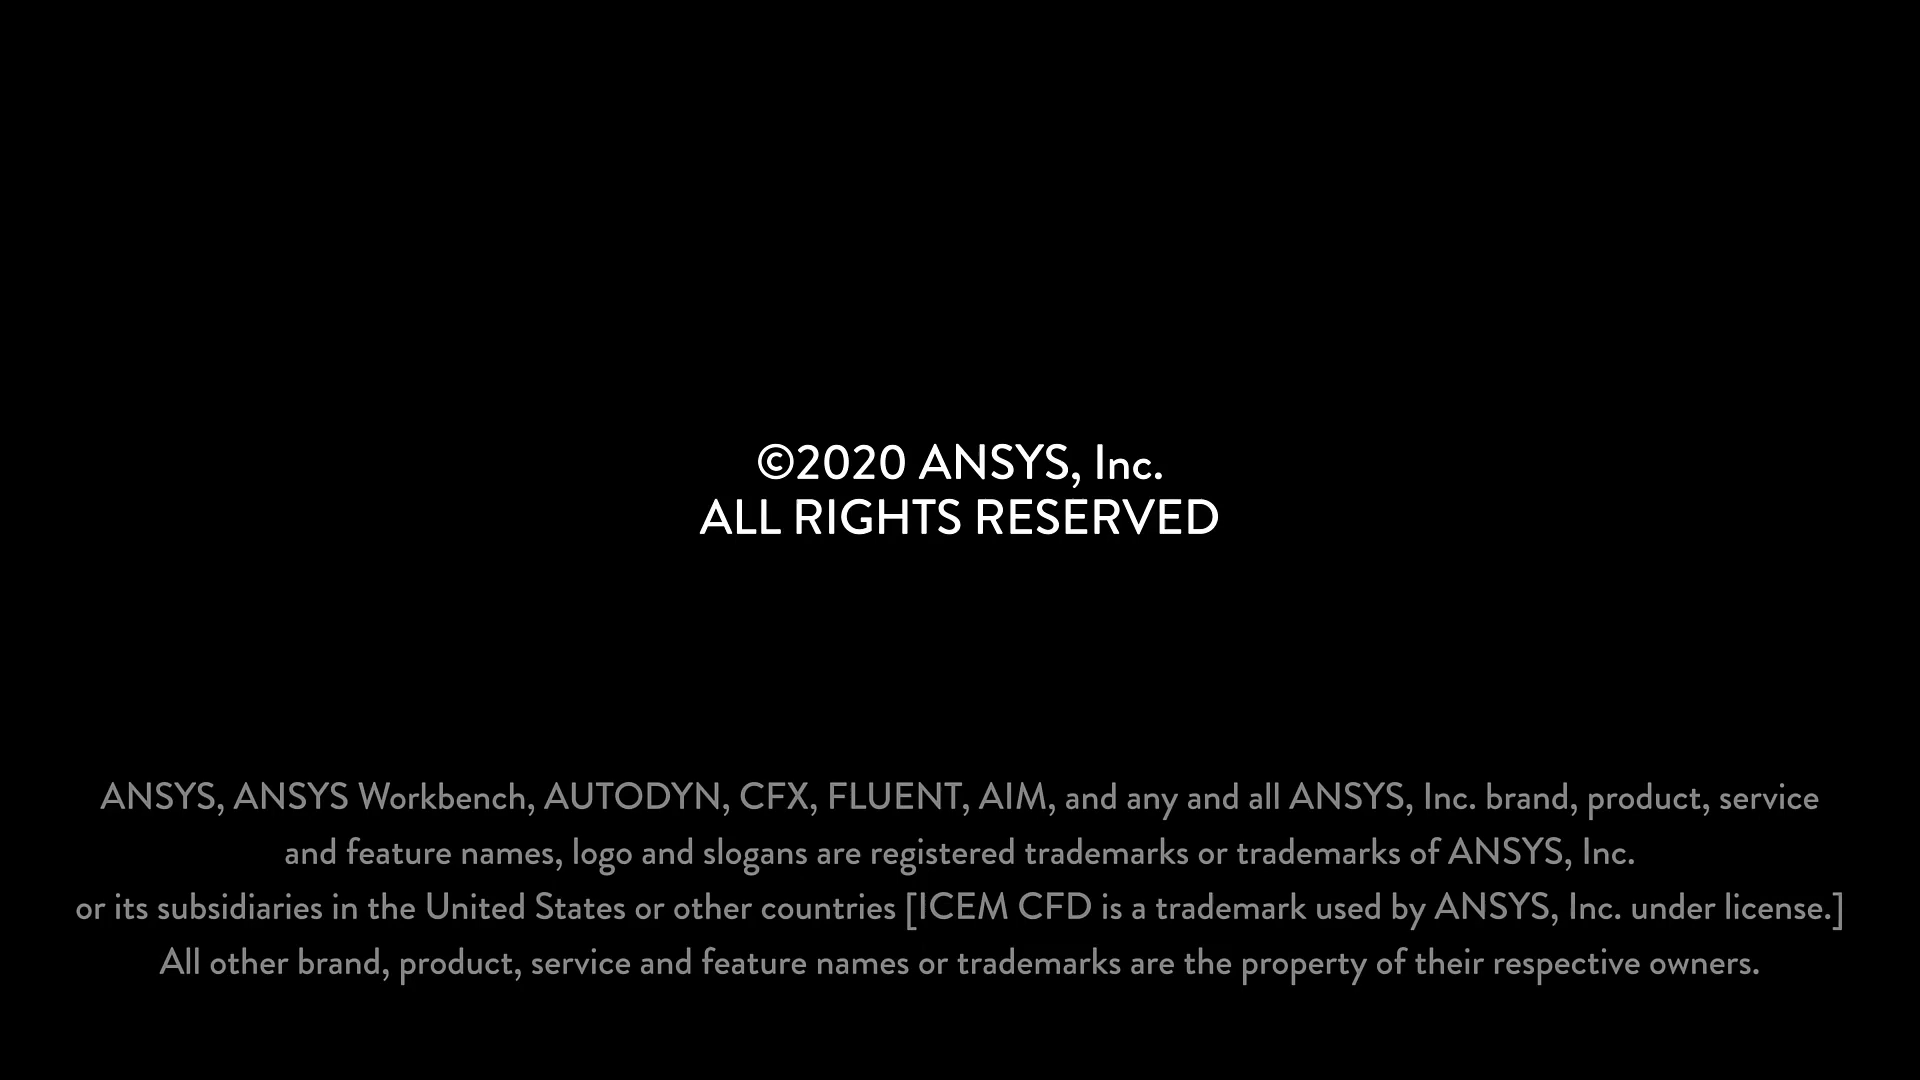 ©2020 ANSYS, Inc.
ALL RIGHTS RESERVED
ANSYS, ANSYS Workbench, AUTODYN, CFX, FLUENT, AIM, and any and all ANSYS, Inc. brand, product, service
and feature names, logo and slogans are registered trademarks or trademarks of ANSYS, Inc.
or its subsidiaries in the United States or other countries [ICEM CFD is a trademark used by ANSYS, Inc. under license.]
All other brand, product, service and feature names or trademarks are the property of their respective owners.